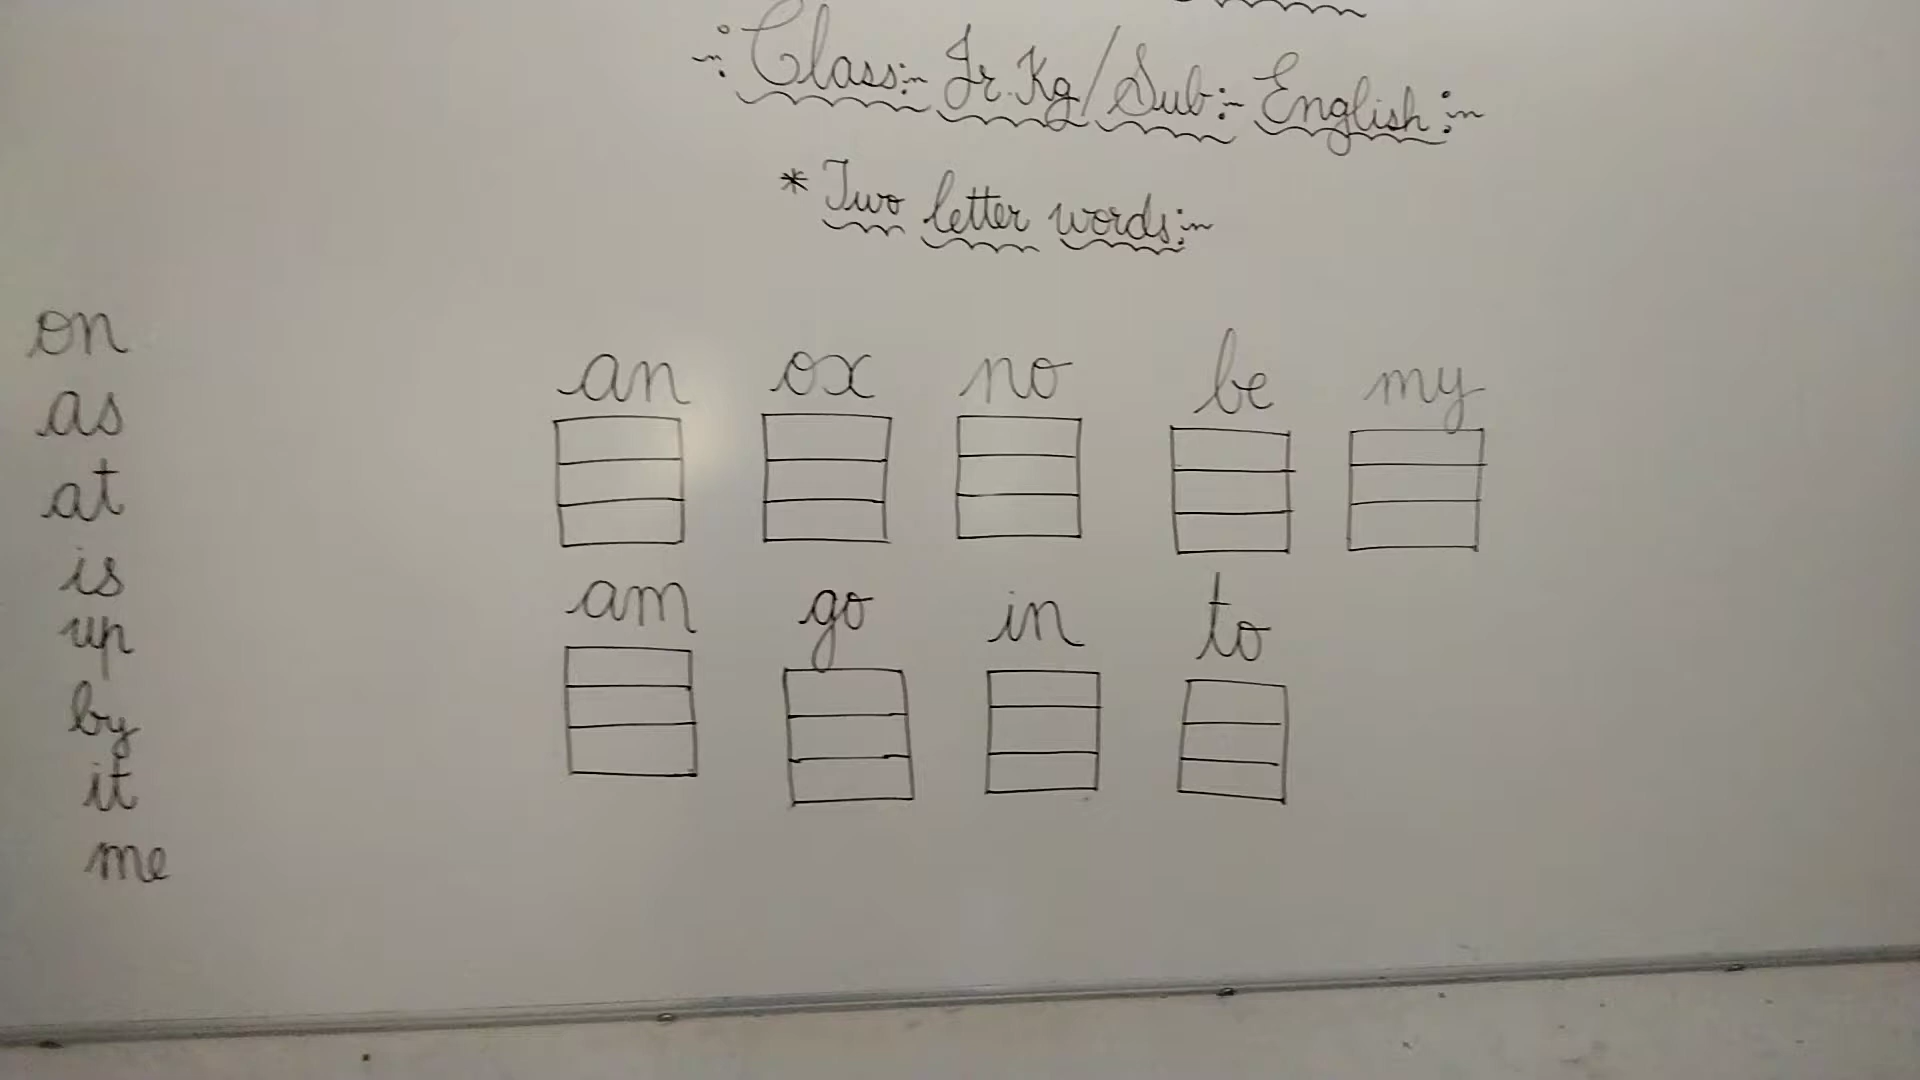 ~: Class:~ Jr.Kg/Sub:~ English:~
* Two letter words:~
on
as
at
is
up
by
it
me
an ox no be my
am go in to